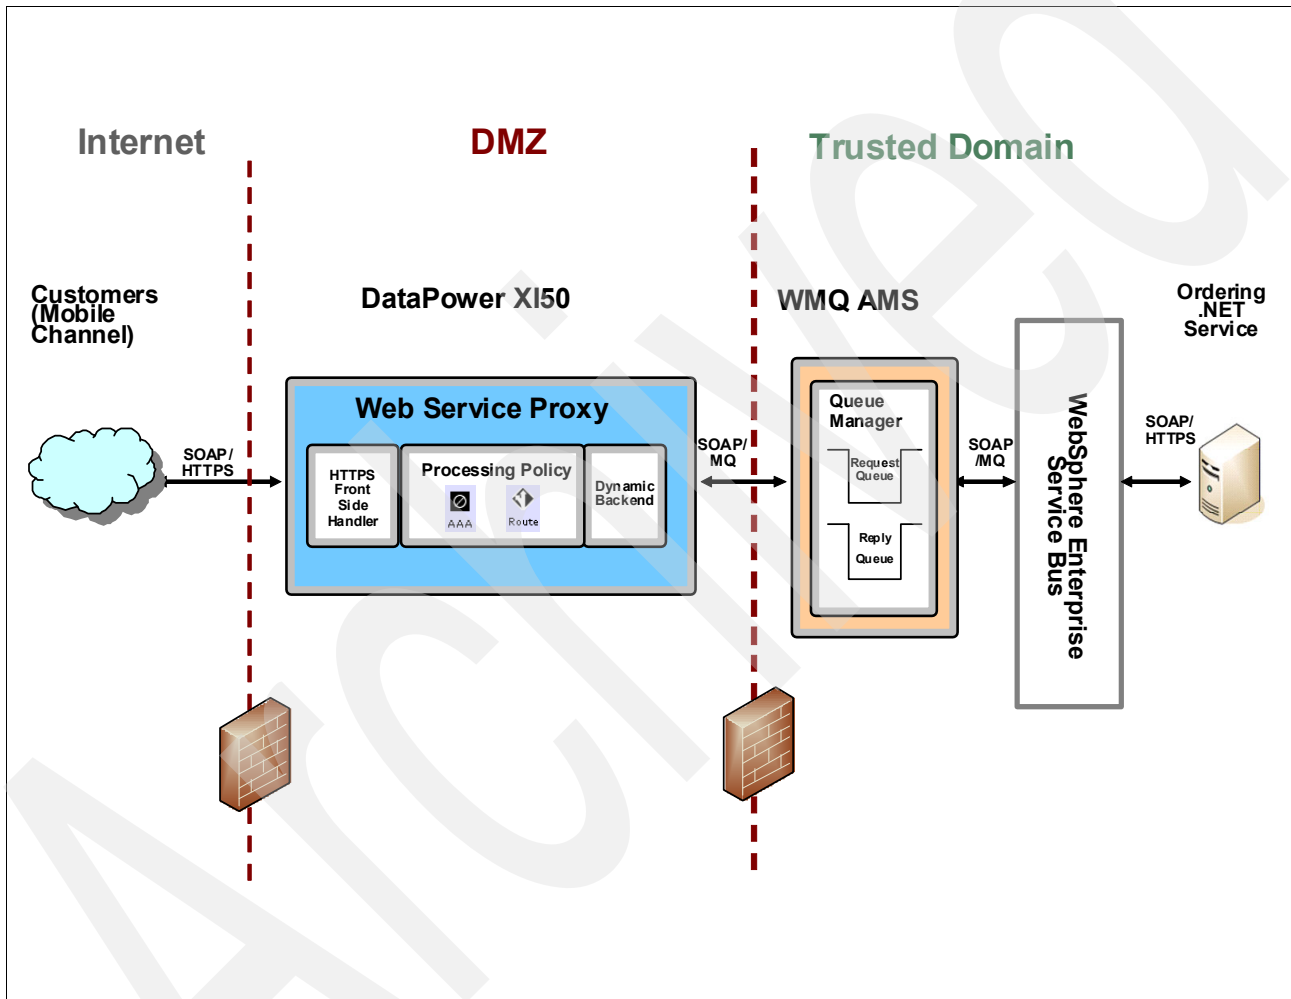 Internet
DMZ
Trusted Domain
Customers
(Mobile
Channel)
DataPower XI50
WMQ AMS
Ordering
.NET
Service
Web Service Proxy
SOAP/
HTTPS
HTTPS
Front
Side
Handler
Processing Policy
AAA
Route
Dynamic
Backend
SOAP/
MQ
Queue
Manager
Request
Queue
Reply
Queue
SOAP
/MQ
WebSphere Enterprise
Service Bus
SOAP/
HTTPS
Archived